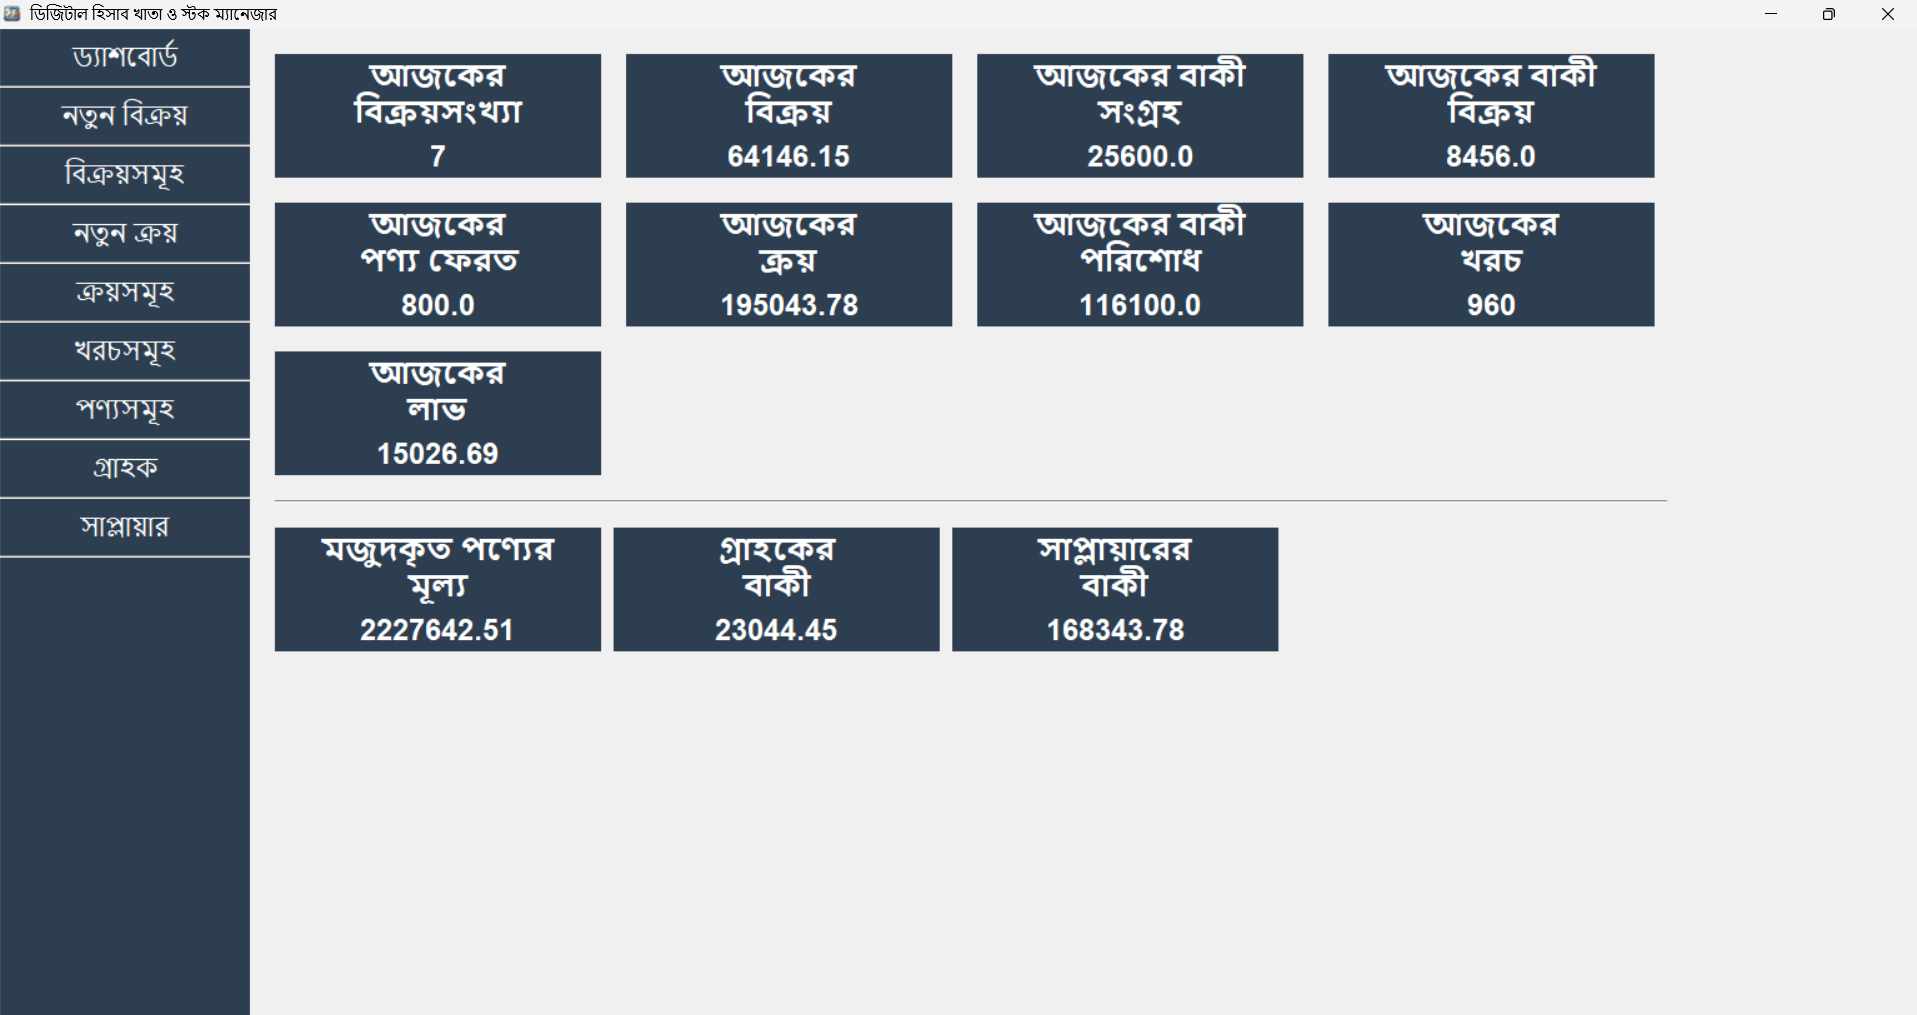 ডিজিটাল হিসাব খাতা ও স্টক ম্যানেজার
ড্যাশবোর্ড
নতুন বিক্রয়
বিক্রয়সমূহ
নতুন ক্রয়
ক্রয়সমূহ
খরচসমূহ
পণ্যসমূহ
গ্রাহক
সাপ্লায়ার
আজকের
বিক্রয়সংখ্যা
7
আজকের
বিক্রয়
64146.15
আজকের বাকী
সংগ্রহ
25600.0
আজকের বাকী
বিক্রয়
8456.0
আজকের
পণ্য ফেরত
800.0
আজকের
ক্রয়
195043.78
আজকের বাকী
পরিশোধ
116100.0
আজকের
খরচ
960
আজকের
লাভ
15026.69
মজুদকৃত পণ্যের
মূল্য
2227642.51
গ্রাহকের
বাকী
23044.45
সাপ্লায়ারের
বাকী
168343.78